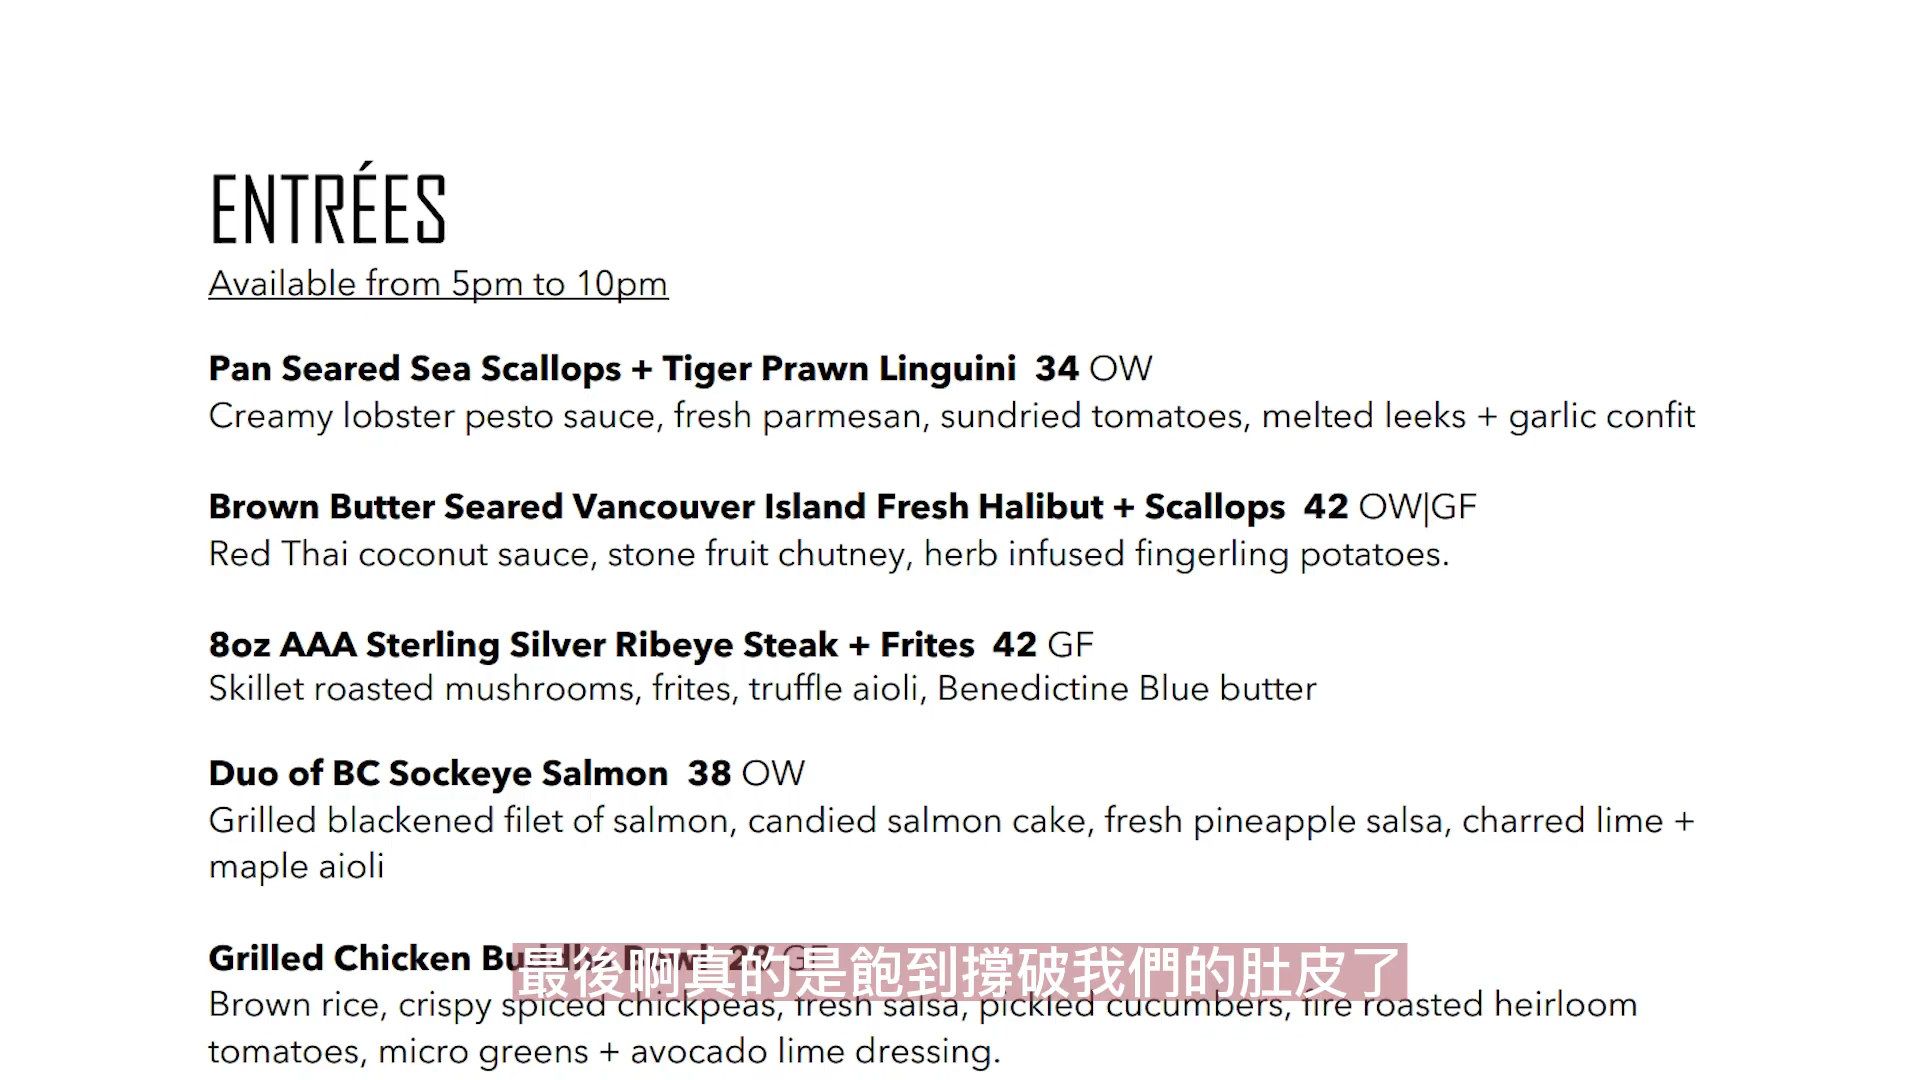 ENTRÉES
Available from 5pm to 10pm
Pan Seared Sea Scallops + Tiger Prawn Linguini 34 OW
Creamy lobster pesto sauce, fresh parmesan, sundried tomatoes, melted leeks + garlic confit
Brown Butter Seared Vancouver Island Fresh Halibut + Scallops 42 OW|GF
Red Thai coconut sauce, stone fruit chutney, herb infused fingerling potatoes.
8oz AAA Sterling Silver Ribeye Steak + Frites 42 GF
Skillet roasted mushrooms, frites, truffle aioli, Benedictine Blue butter
Duo of BC Sockeye Salmon 38 OW
Grilled blackened filet of salmon, candied salmon cake, fresh pineapple salsa, charred lime +
maple aioli
Grilled Chicken Buddha Bowl 28 GF
最後啊真的是飽到撐破我們的肚皮了
Brown rice, crispy spiced chickpeas, fresh salsa, pickled cucumbers, fire roasted heirloom
tomatoes, micro greens + avocado lime dressing.